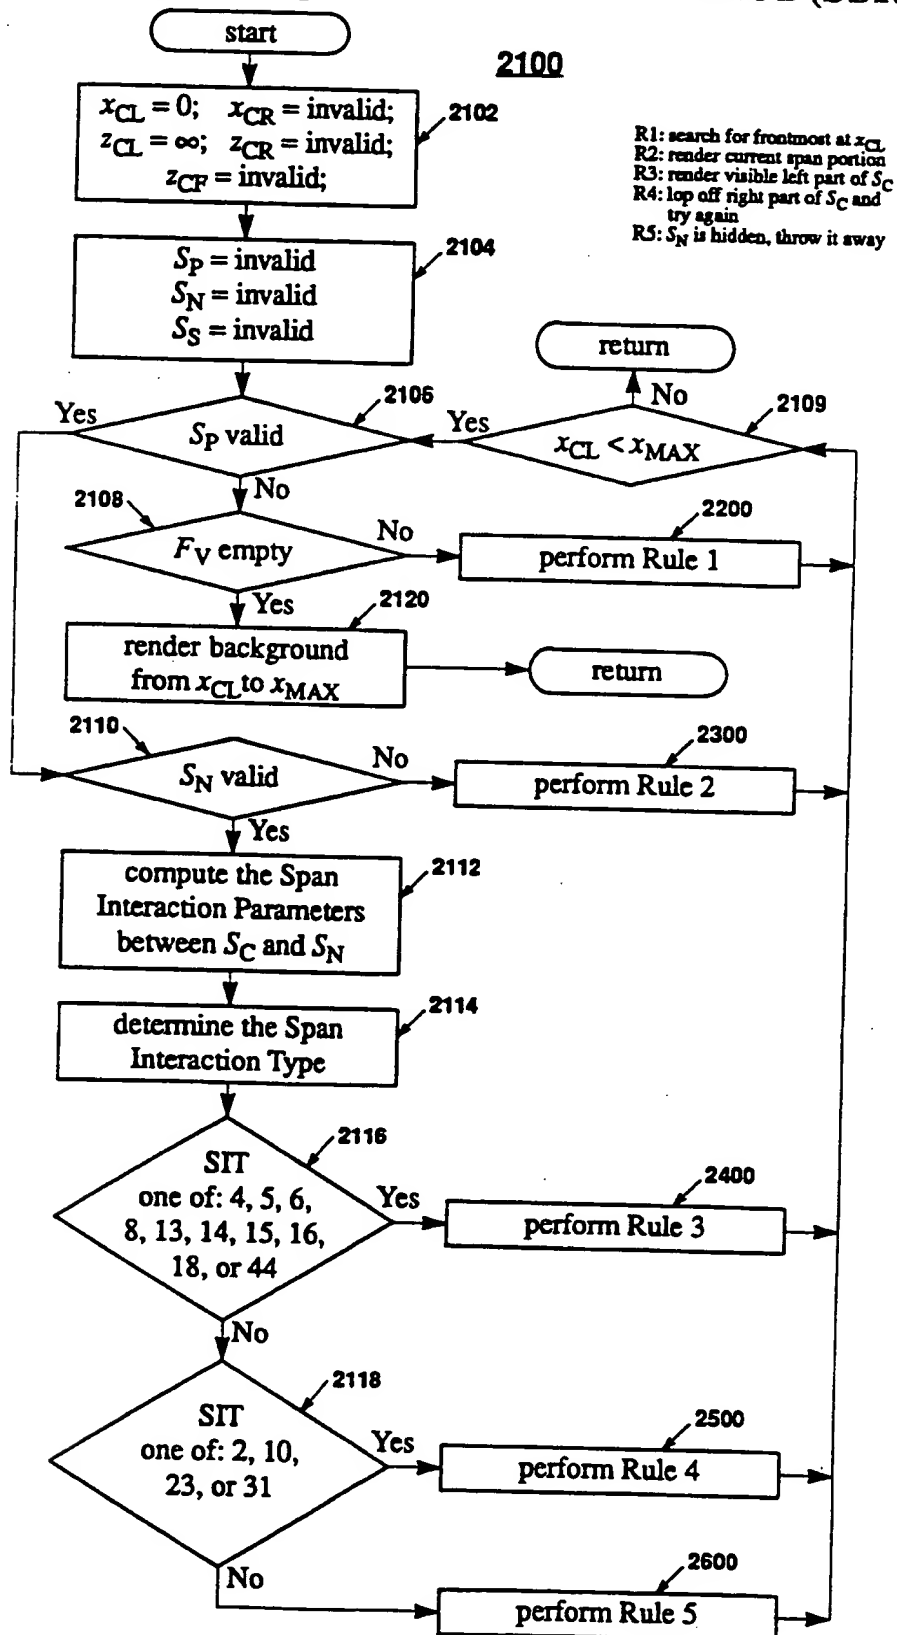 start
2100
x_CL = 0; x_CR = invalid;
z_CL = ∞; z_CR = invalid;
z_CF = invalid;
2102
R1: search for frontmost at x_CL
R2: render current span portion
R3: render visible left part of S_C
R4: lop off right part of S_C and
try again
R5: S_N is hidden, throw it away
S_P = invalid
S_N = invalid
S_S = invalid
2104
return
No
2109
x_CL < x_MAX
Yes
2106
Yes
S_P valid
No
2108
F_V empty
No
2200
perform Rule 1
Yes
2120
render background
from x_CL to x_MAX
return
2110
S_N valid
No
2300
perform Rule 2
Yes
compute the Span
Interaction Parameters
between S_C and S_N
2112
determine the Span
Interaction Type
2114
2116
SIT
one of: 4, 5, 6,
8, 13, 14, 15, 16,
18, or 44
Yes
2400
perform Rule 3
No
2118
SIT
one of: 2, 10,
23, or 31
Yes
2500
perform Rule 4
No
2600
perform Rule 5